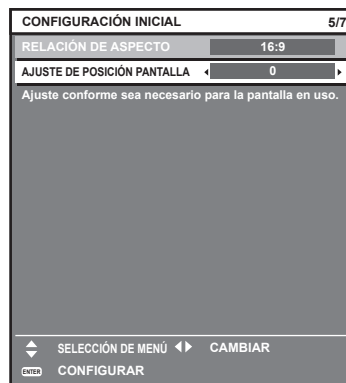 CONFIGURACIÓN INICIAL 5/7
RELACIÓN DE ASPECTO 16:9
AJUSTE DE POSICIÓN PANTALLA 0
Ajuste conforme sea necesario para la pantalla en uso.
SELECCIÓN DE MENÚ CAMBIAR
ENTER CONFIGURAR